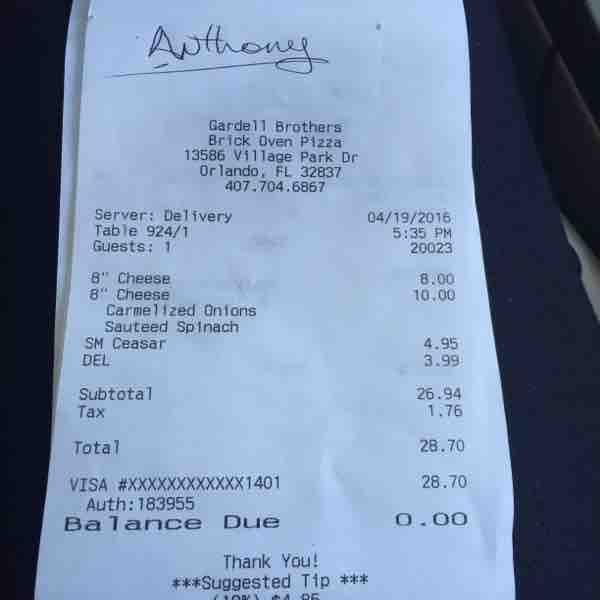 Anthony
Gardell Brothers
Brick Oven Pizza
13586 Village Park Dr
Orlando, FL 32837
407.704.6867
Server: Delivery 04/19/2016
Table 924/1 5:35 PM
Guests: 1 20023
8" Cheese 8.00
8" Cheese 10.00
Carmelized Onions
Sauteed Spinach
SM Ceasar 4.95
DEL 3.99
Subtotal 26.94
Tax 1.76
Total 28.70
VISA #XXXXXXXXXXXX1401 28.70
Auth:183955
Balance Due 0.00
Thank You!
***Suggested Tip ***
$4.85